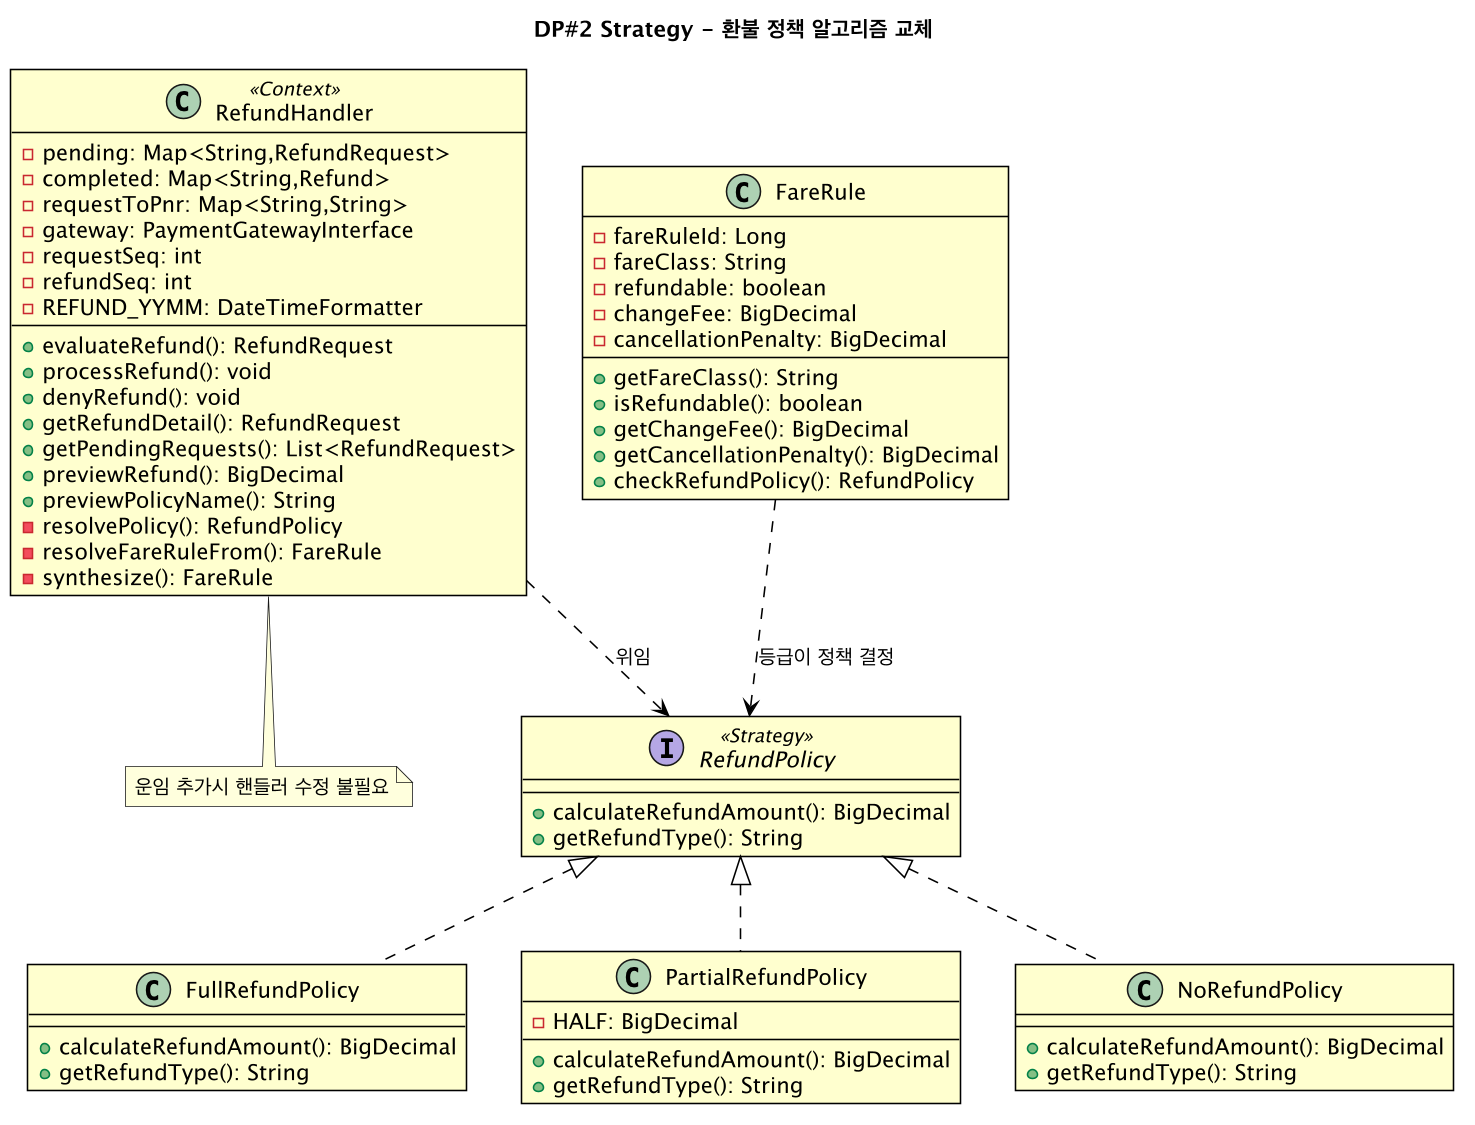 DP#2 Strategy - 환불 정책 알고리즘 교체
C
«Context»
RefundHandler
pending: Map<String,RefundRequest>
completed: Map<String,Refund>
requestToPnr: Map<String,String>
gateway: PaymentGatewayInterface
requestSeq: int
refundSeq: int
REFUND_YYMM: DateTimeFormatter
evaluateRefund(): RefundRequest
processRefund(): void
denyRefund(): void
getRefundDetail(): RefundRequest
getPendingRequests(): List<RefundRequest>
previewRefund(): BigDecimal
previewPolicyName(): String
resolvePolicy(): RefundPolicy
resolveFareRuleFrom(): FareRule
synthesize(): FareRule
C FareRule
fareRuleId: Long
fareClass: String
refundable: boolean
changeFee: BigDecimal
cancellationPenalty: BigDecimal
getFareClass(): String
isRefundable(): boolean
getChangeFee(): BigDecimal
getCancellationPenalty(): BigDecimal
checkRefundPolicy(): RefundPolicy
위임
등급이 정책 결정
운임 추가시 핸들러 수정 불필요
I
«Strategy»
RefundPolicy
calculateRefundAmount(): BigDecimal
getRefundType(): String
C FullRefundPolicy
calculateRefundAmount(): BigDecimal
getRefundType(): String
C PartialRefundPolicy
HALF: BigDecimal
calculateRefundAmount(): BigDecimal
getRefundType(): String
C NoRefundPolicy
calculateRefundAmount(): BigDecimal
getRefundType(): String